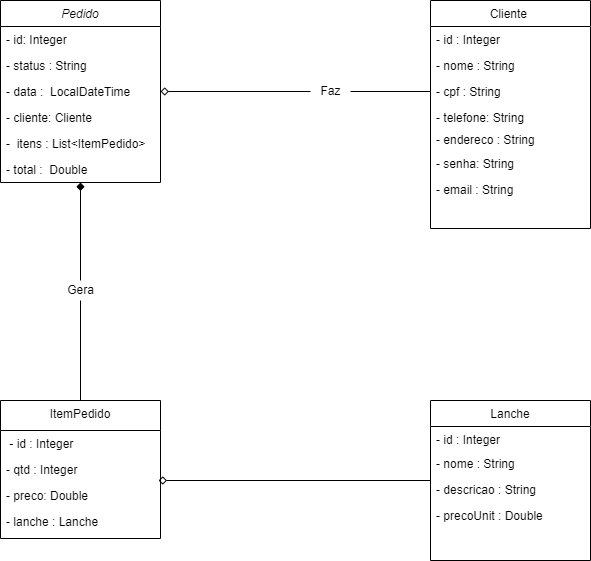 Pedido
- id: Integer
- status : String
- data :  LocalDateTime
- cliente: Cliente
-  itens : List<ItemPedido>
- total :  Double
Faz
Cliente
- id : Integer
- nome : String
- cpf : String
- telefone: String
- endereco : String
- senha: String
- email : String
Gera
ItemPedido
- id : Integer
- qtd : Integer
- preco: Double
- lanche : Lanche
Lanche
- id : Integer
- nome : String
- descricao : String
- precoUnit : Double